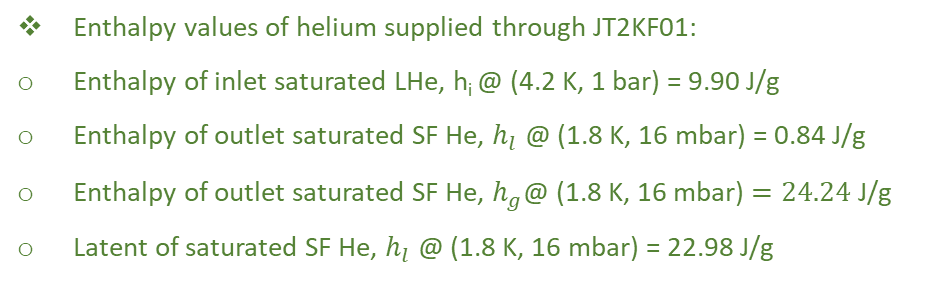 ❖ Enthalpy values of helium supplied through JT2KF01:
○ Enthalpy of inlet saturated LHe, hᵢ @ (4.2 K, 1 bar) = 9.90 J/g
○ Enthalpy of outlet saturated SF He, ℎₗ @ (1.8 K, 16 mbar) = 0.84 J/g
○ Enthalpy of outlet saturated SF He, ℎ_g@ (1.8 K, 16 mbar) = 24.24 J/g
○ Latent of saturated SF He, ℎₗ @ (1.8 K, 16 mbar) = 22.98 J/g